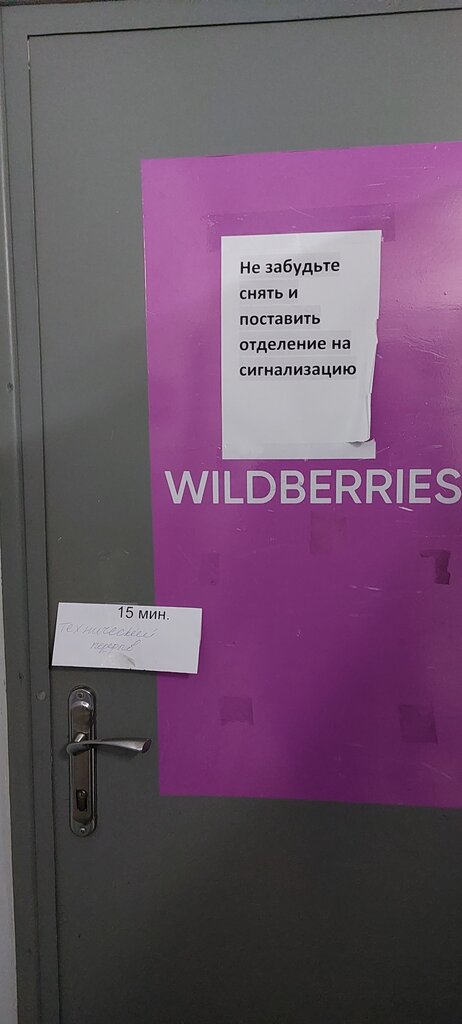 Не забудьте
снять и
поставить
отделение на
сигнализацию
WILDBERRIES
15 мин.
технический
перерыв